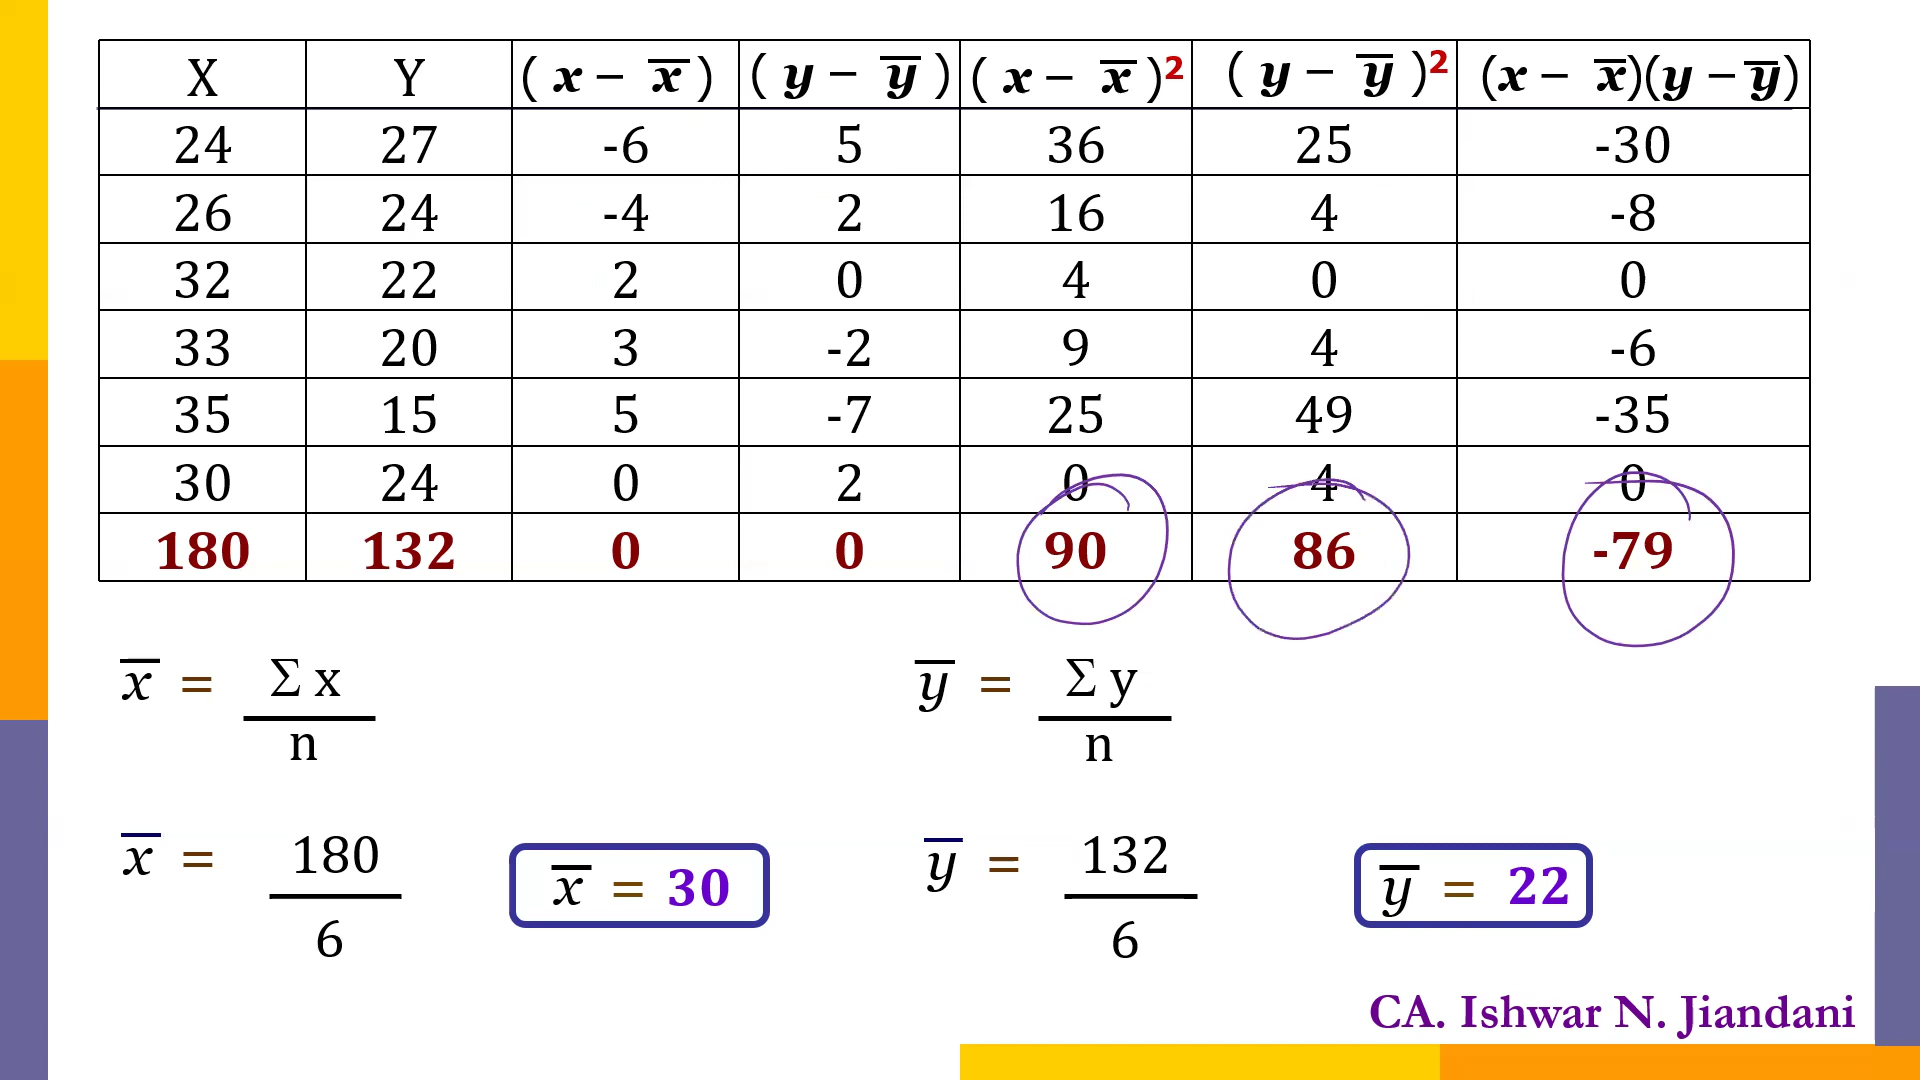 X Y ( x − x̅ ) ( y − y̅ ) ( x − x̅ )² ( y − y̅ )² (x − x̅)(y − y̅)
24 27 -6 5 36 25 -30
26 24 -4 2 16 4 -8
32 22 2 0 4 0 0
33 20 3 -2 9 4 -6
35 15 5 -7 25 49 -35
30 24 0 2 0 4 0
180 132 0 0 90 86 -79
x̅ = Σ x / n y̅ = Σ y / n
x̅ = 180 / 6 x̅ = 30 y̅ = 132 / 6 y̅ = 22
CA. Ishwar N. Jiandani